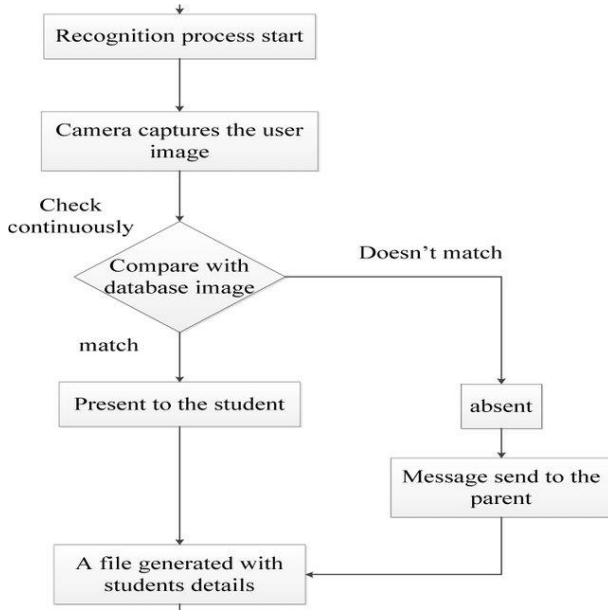 Recognition process start
Camera captures the user
image
Check
continuously
Compare with
database image
Doesn't match
match
Present to the student
absent
Message send to the
parent
A file generated with
students details